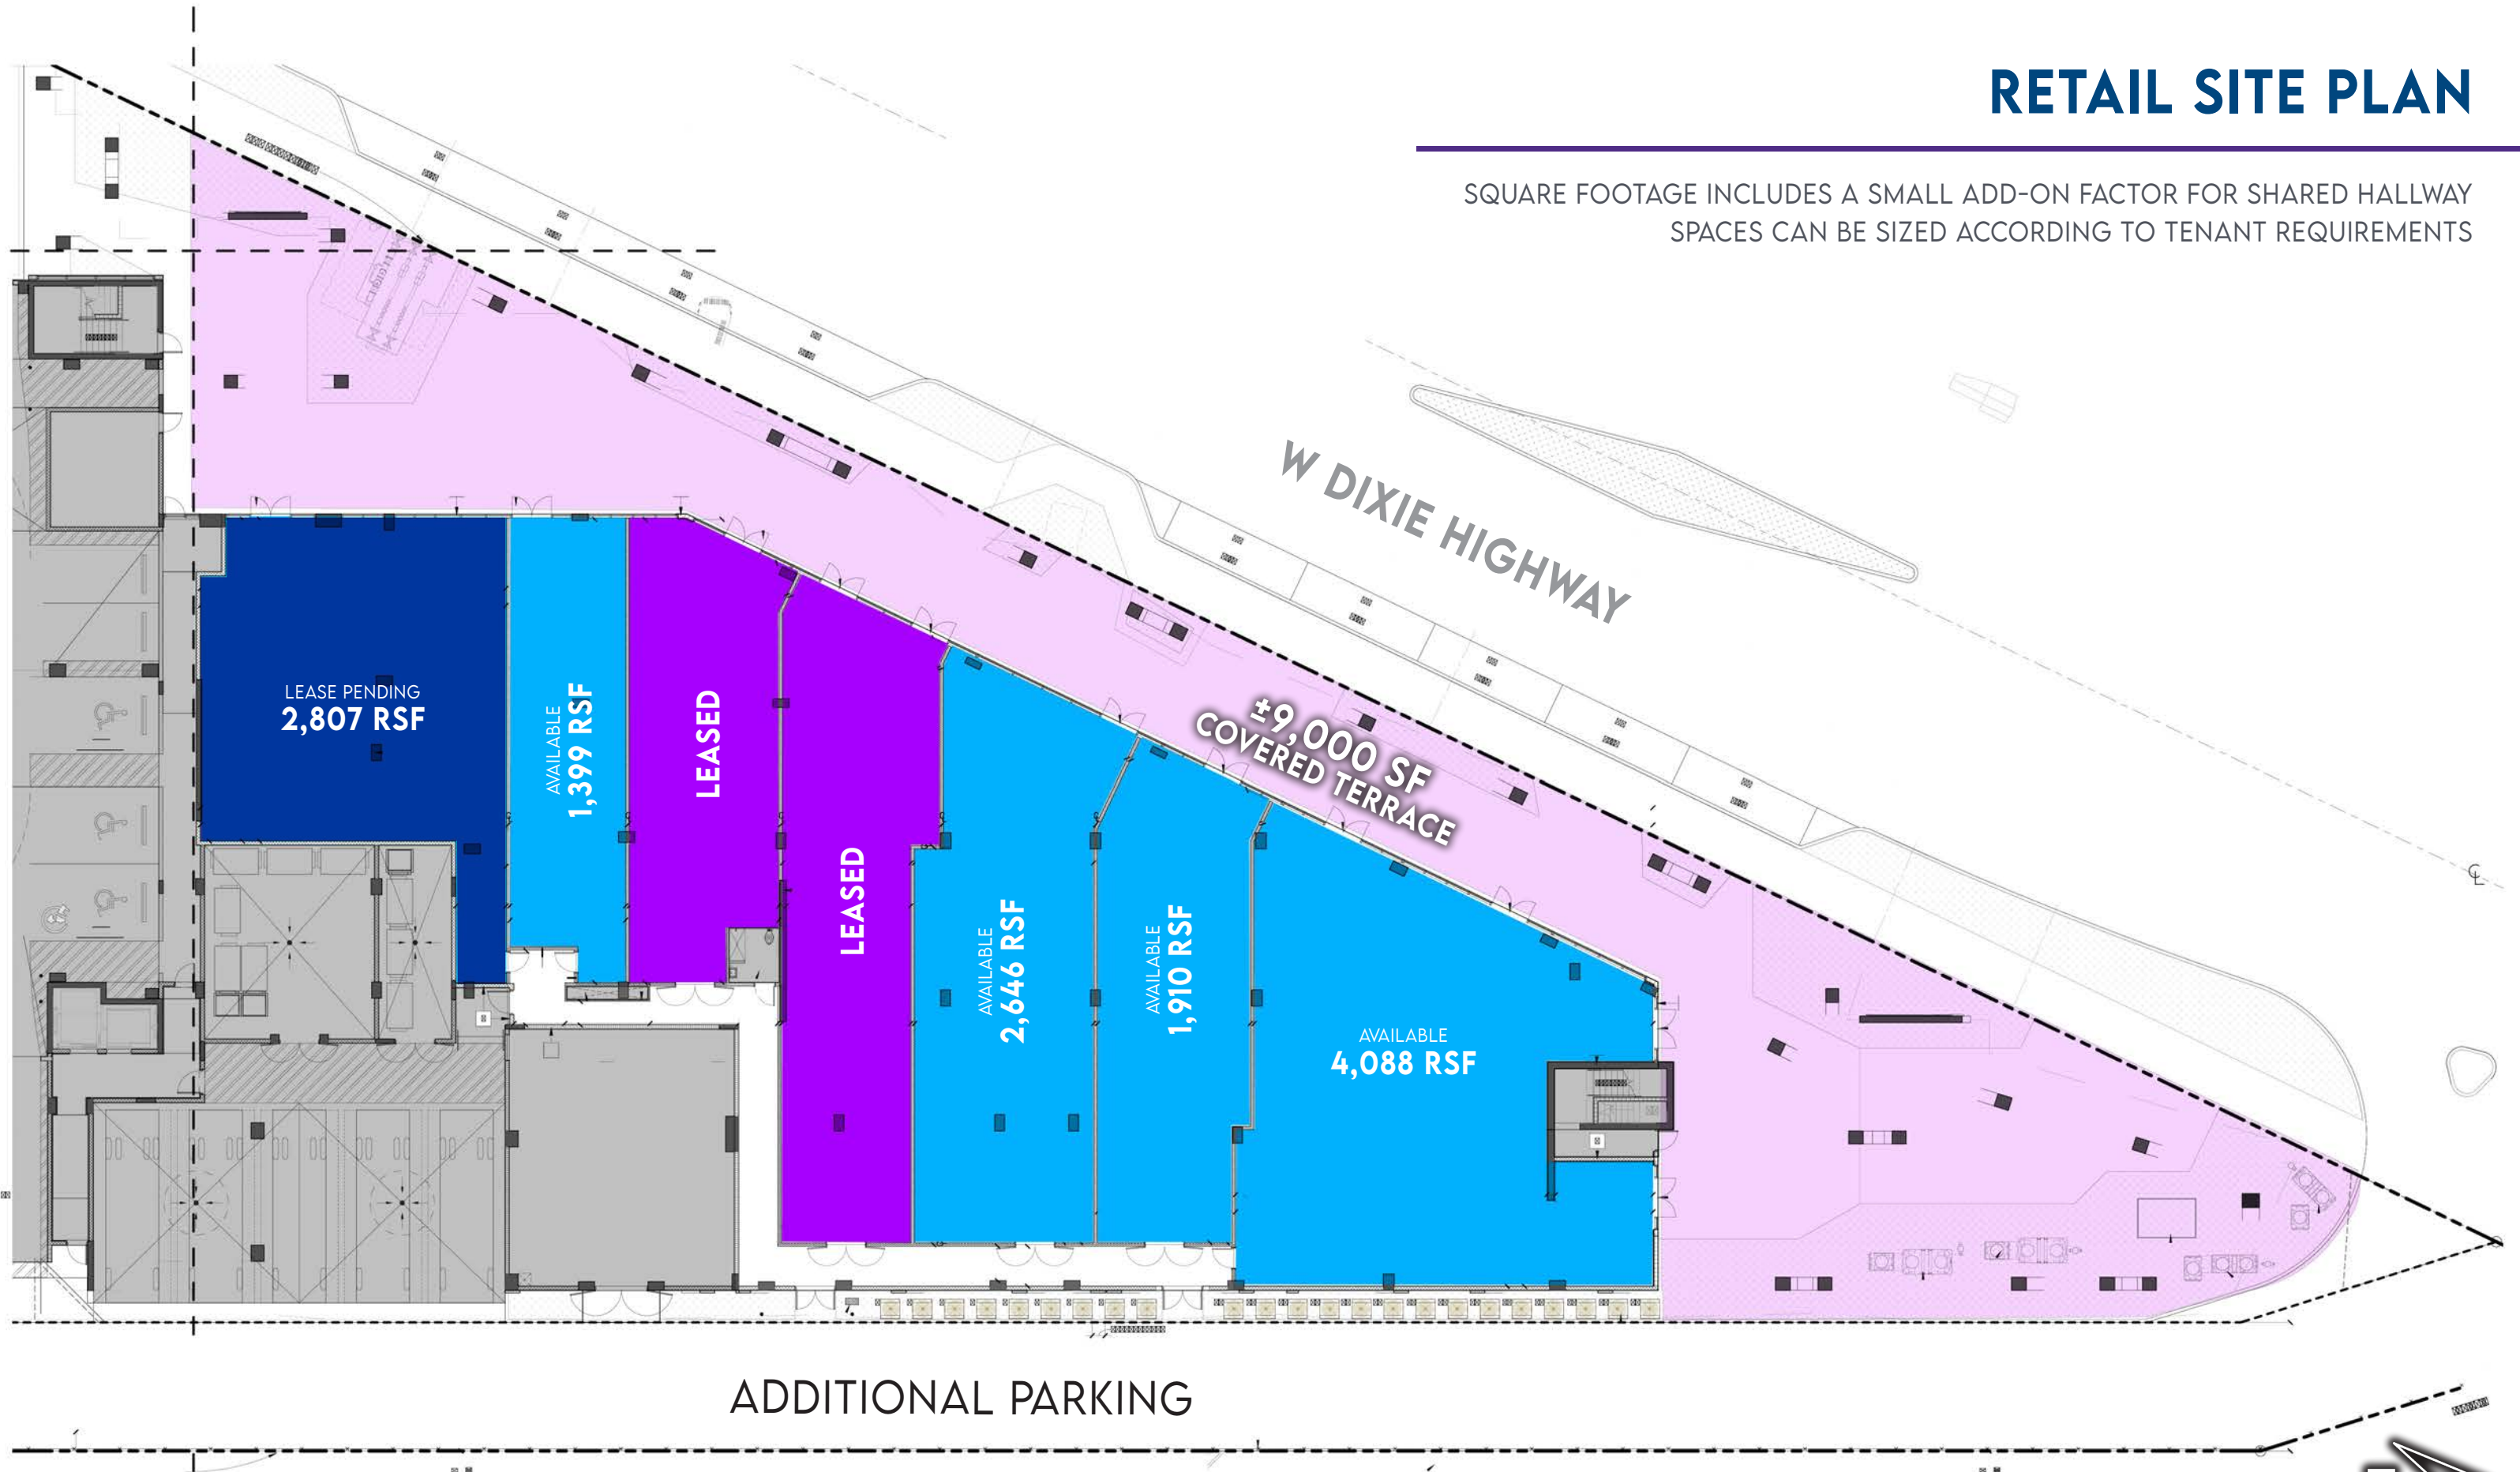 RETAIL SITE PLAN
SQUARE FOOTAGE INCLUDES A SMALL ADD-ON FACTOR FOR SHARED HALLWAY
SPACES CAN BE SIZED ACCORDING TO TENANT REQUIREMENTS
W DIXIE HIGHWAY
±9,000 SF
COVERED TERRACE
LEASE PENDING
2,807 RSF
AVAILABLE
1,399 RSF
LEASED
LEASED
AVAILABLE
2,646 RSF
AVAILABLE
1,910 RSF
AVAILABLE
4,088 RSF
ADDITIONAL PARKING